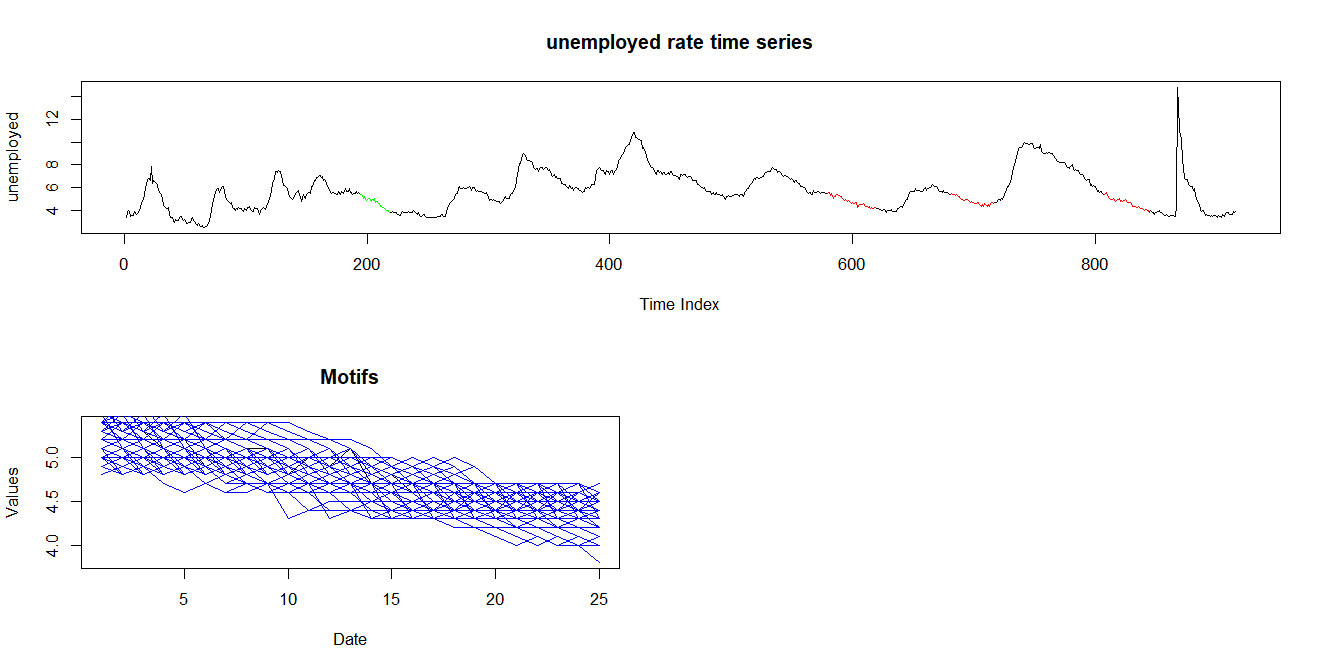 unemployed rate time series
unemployed
4 6 8 12
0 200 400 600 800
Time Index
Motifs
Values
4.0 4.5 5.0
5 10 15 20 25
Date